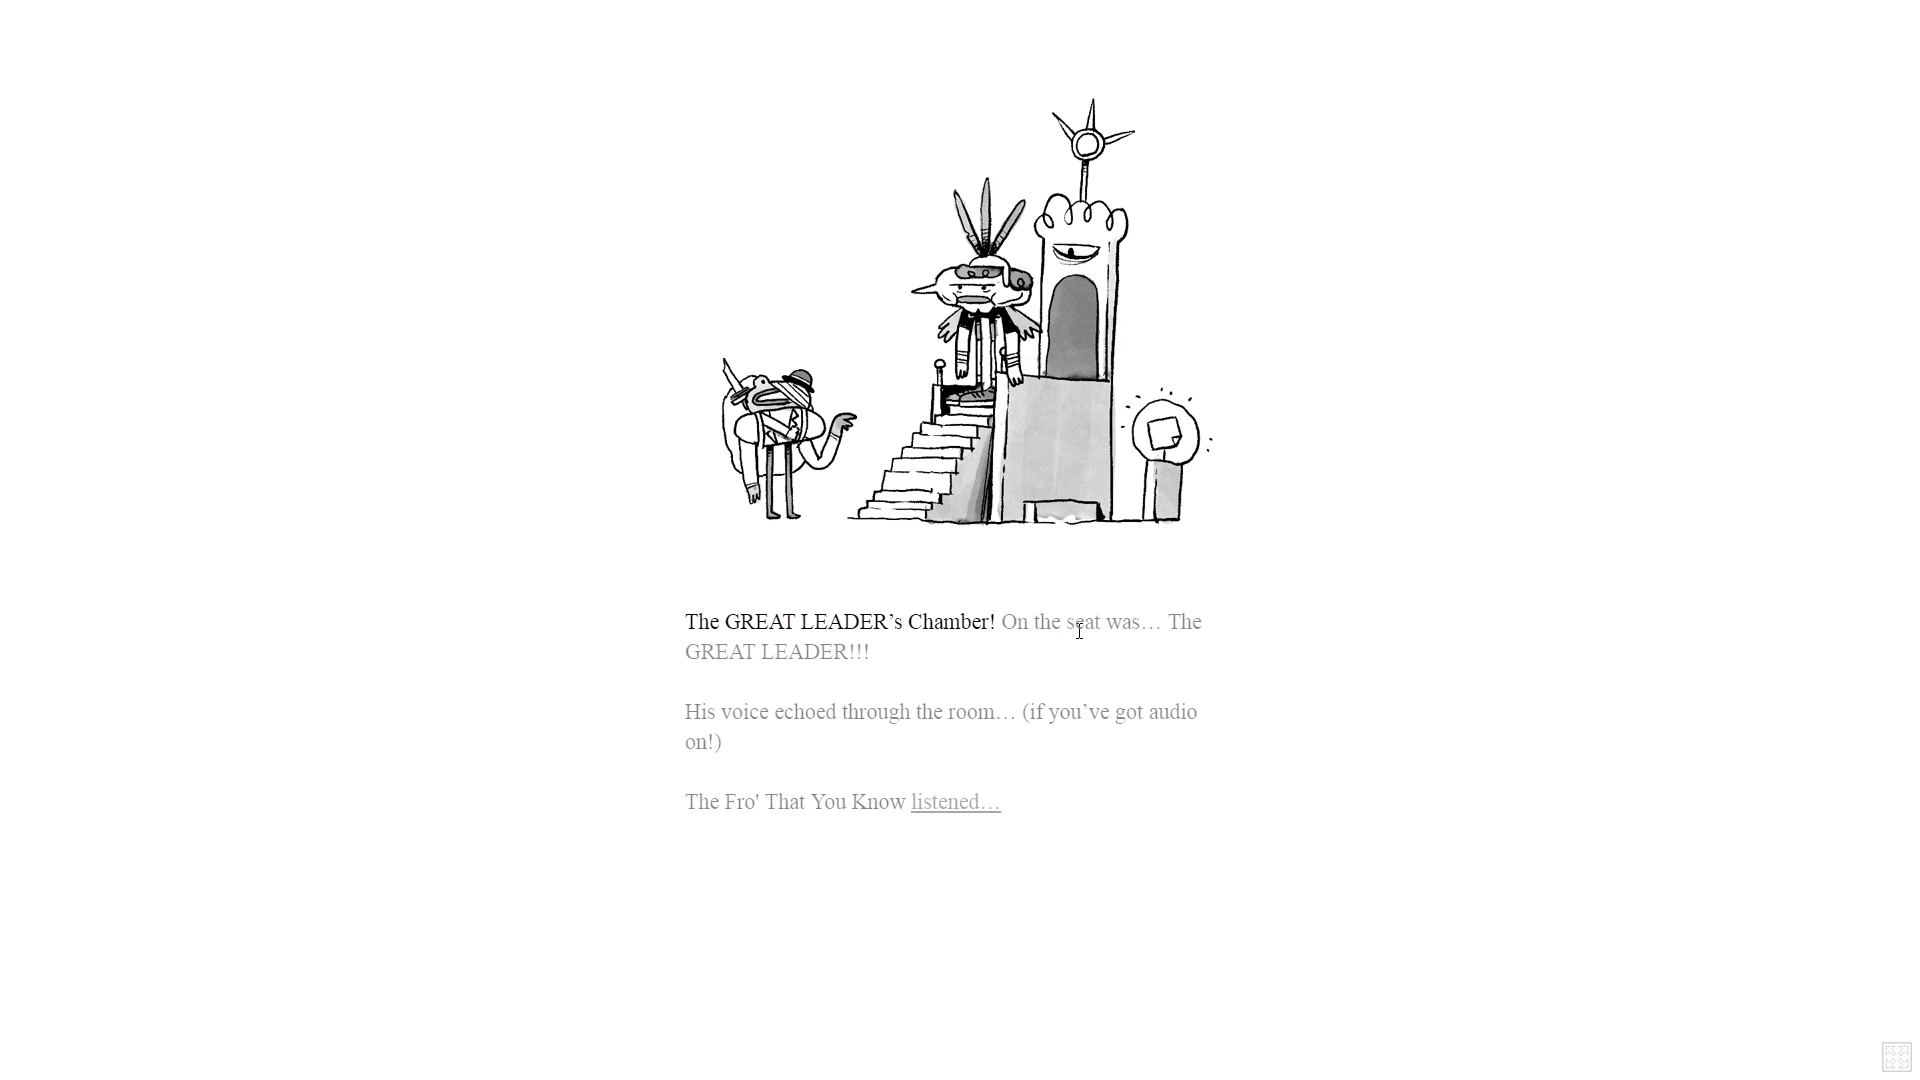 The GREAT LEADER’s Chamber! On the seat was… The
GREAT LEADER!!!
His voice echoed through the room… (if you’ve got audio
on!)
The Fro' That You Know listened…